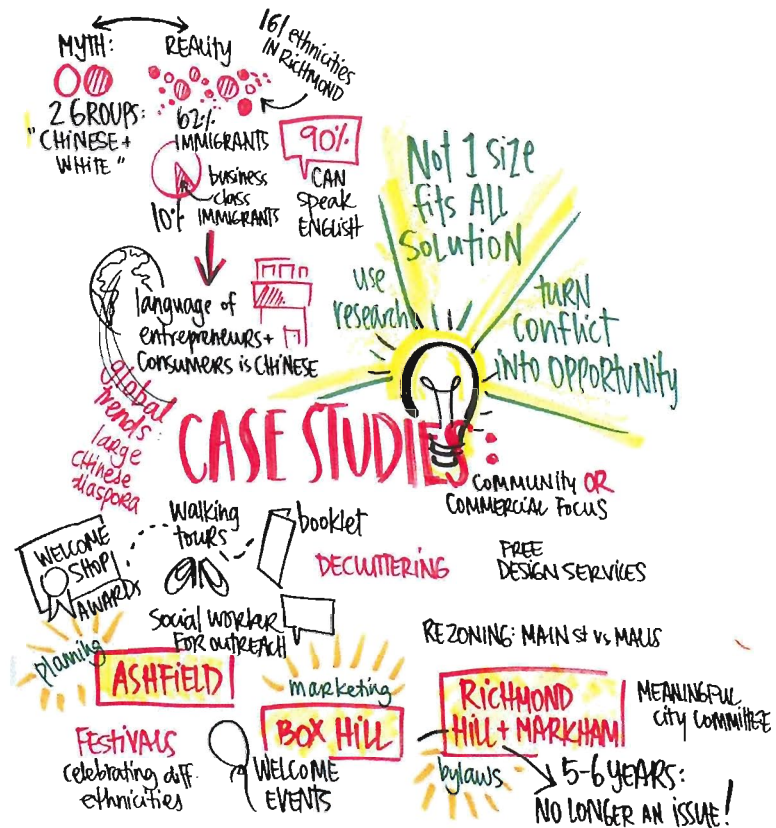 MYTH:
REALITY
161 ethnicities
IN RICHMOND
2 GROUPS:
"CHINESE +
WHITE"
62%
IMMIGRANTS
90%
CAN
speak
ENGLISH
business
class
10% IMMIGRANTS
language of
entrepreneurs +
consumers is CHINESE
global
trends:
large
chinese
diaspora
Not 1 size
fits ALL
SOLUTION
use
research
TURN
conflict
into OPPORTUNITY
CASE STUDIES:
COMMUNITY OR
COMMERCIAL FOCUS
WELCOME
SHOP
AWARDS
Walking
tours
booklet
DECLUTTERING
FREE
DESIGN SERVICES
Social worker
FOR OUTREACH
REZONING: MAIN St vs MALLS
planning
ASHFIELD
marketing
BOX HILL
RICHMOND
HILL + MARKHAM
MEANINGFUL
City COMMITTEE
FESTIVALS
celebrating diff.
ethnicities
WELCOME
EVENTS
bylaws
5-6 YEARS:
NO LONGER AN ISSUE!